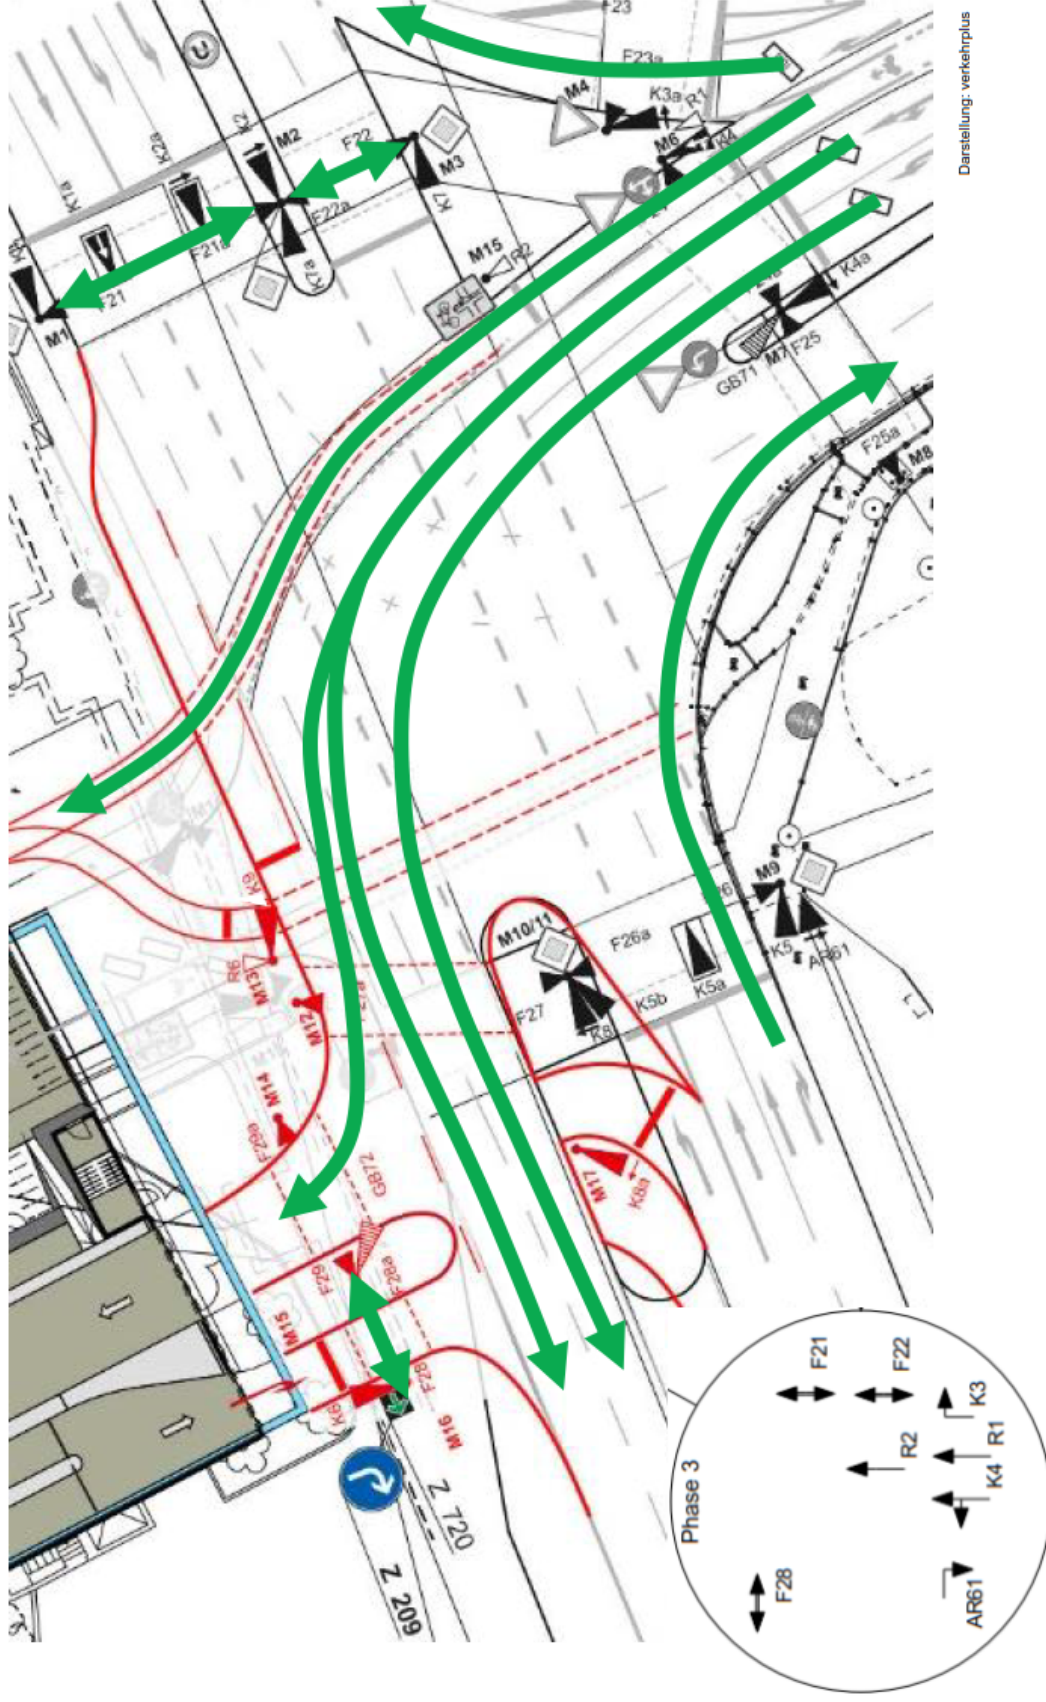 Darstellung: verkehrplus
F23
F23a
M4
K3a
R1
M6
K4
K2a
K1a
K2
M2
F22
F22a
M3
K7
K7a
F21a
F21
M1
M15
R2
K4a
F25
M7
GB71
F25a
M8
K9
R6
M13
M12
M14
F29a
M10/11
F27
F26a
K5b
K5a
K8
M9
K5
AR61
M17
K8a
GB72
F29
F28a
M15
K6
F28
M16
Z 720
Z 209
Phase 3
F28
F21
F22
R2
K3
R1
K4
AR61